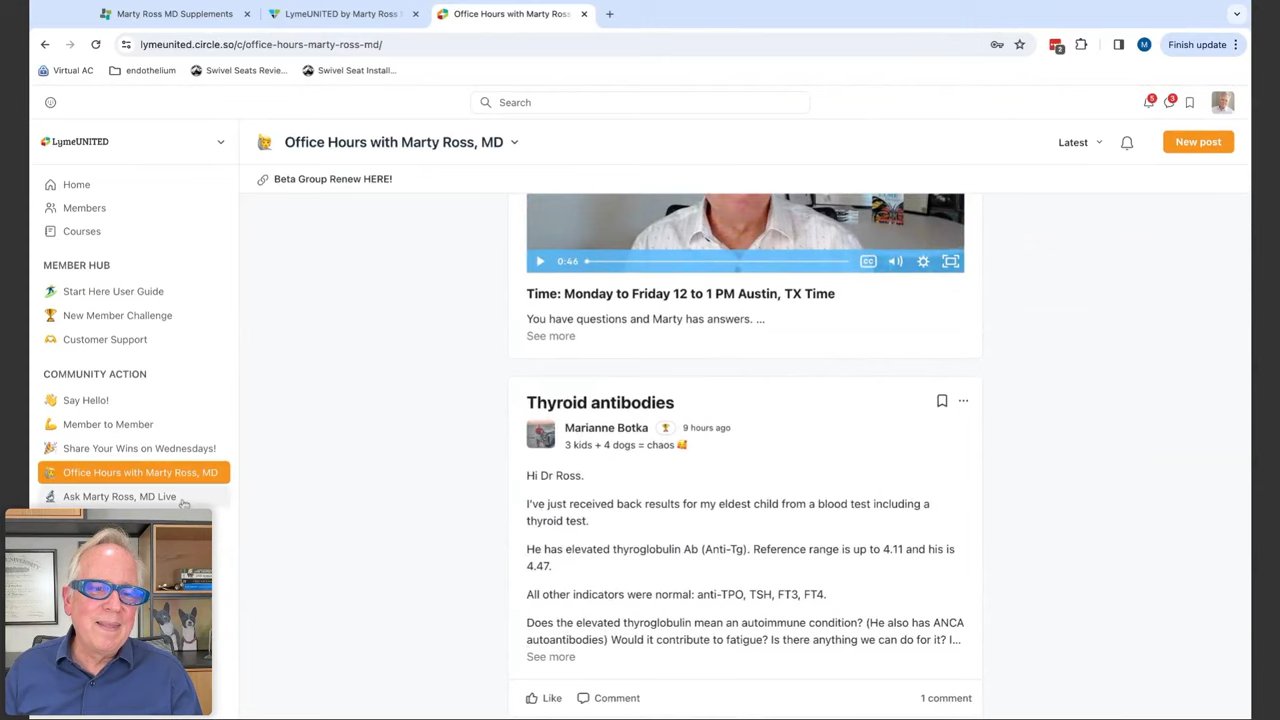 Marty Ross MD Supplements
LymeUNITED by Marty Ross
Office Hours with Marty Ross
lymeunited.circle.so/c/office-hours-marty-ross-md/
2
M
Finish update
Virtual AC
endothelium
Swivel Seats Revie...
Swivel Seat Install...
Search
5
3
LymeUNITED
Office Hours with Marty Ross, MD
Latest
New post
Beta Group Renew HERE!
Home
Members
Courses
MEMBER HUB
Start Here User Guide
New Member Challenge
Customer Support
COMMUNITY ACTION
Say Hello!
Member to Member
Share Your Wins on Wednesdays!
Office Hours with Marty Ross, MD
Ask Marty Ross, MD Live
0:46
CC
Time: Monday to Friday 12 to 1 PM Austin, TX Time
You have questions and Marty has answers. ...
See more
Thyroid antibodies
Marianne Botka
9 hours ago
3 kids + 4 dogs = chaos 🥰
Hi Dr Ross.
I've just received back results for my eldest child from a blood test including a
thyroid test.
He has elevated thyroglobulin Ab (Anti-Tg). Reference range is up to 4.11 and his is
4.47.
All other indicators were normal: anti-TPO, TSH, FT3, FT4.
Does the elevated thyroglobulin mean an autoimmune condition? (He also has ANCA
autoantibodies) Would it contribute to fatigue? Is there anything we can do for it? I...
See more
Like
Comment
1 comment